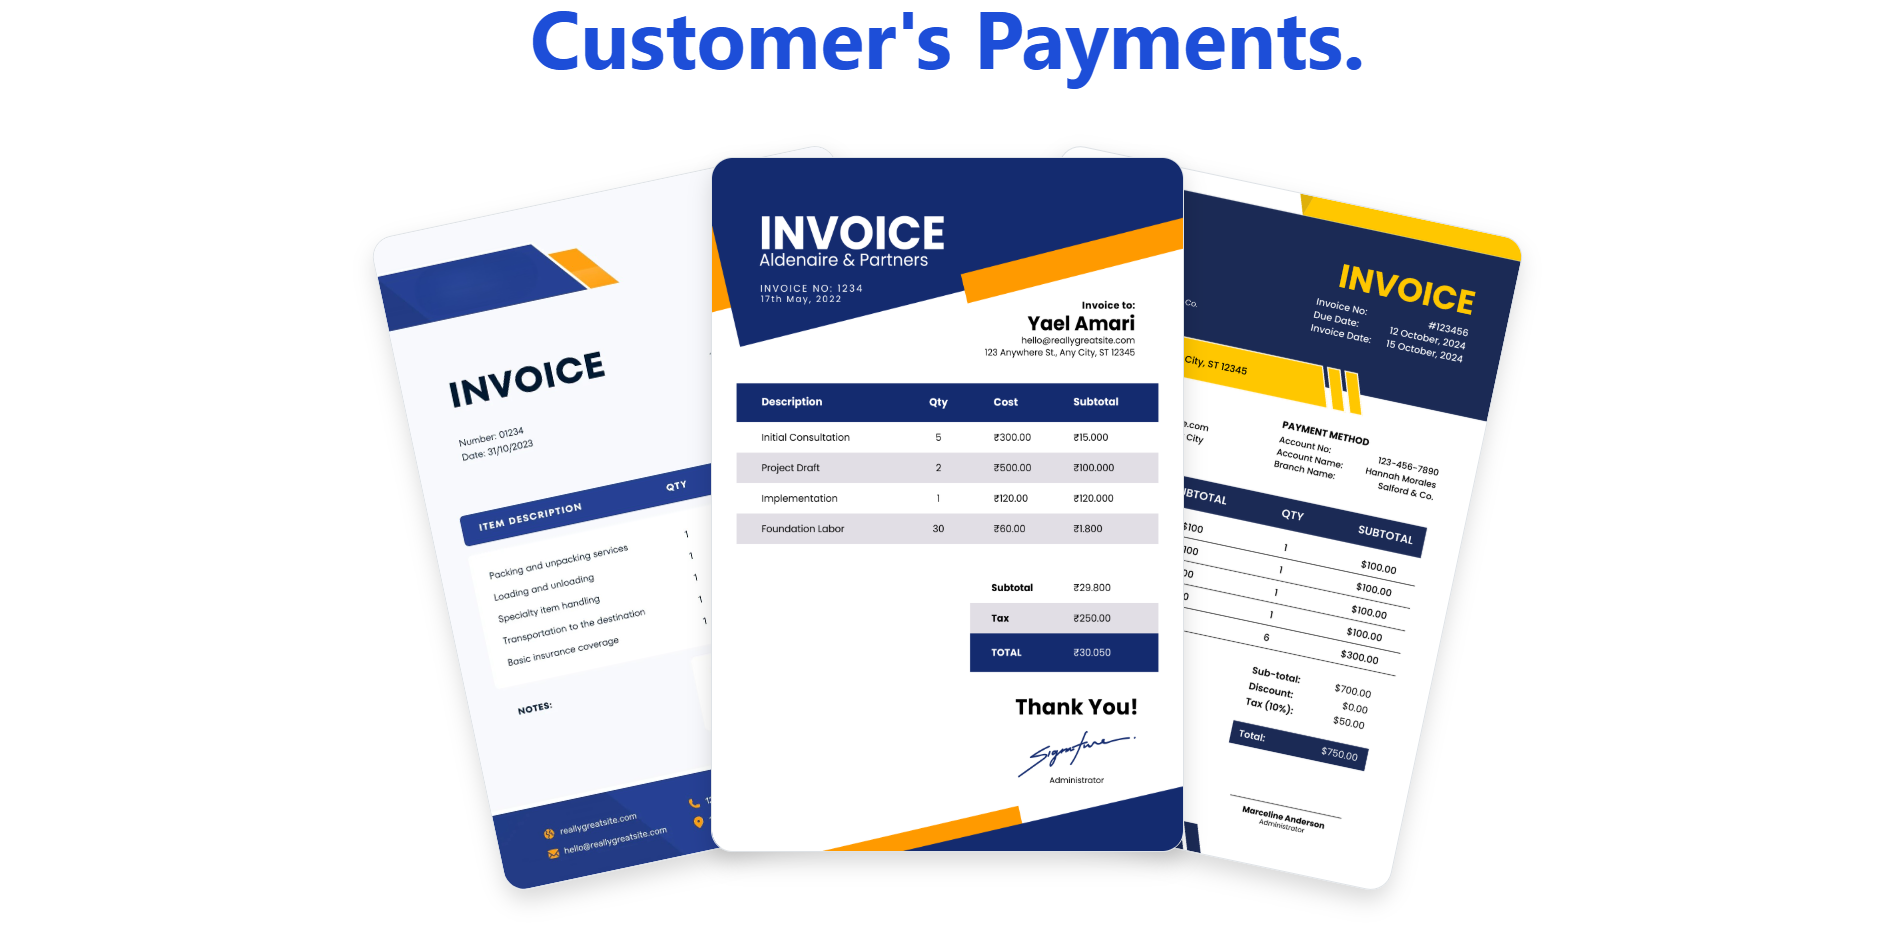 Customer's Payments.
INVOICE
Number: 01234
Date: 31/10/2023
ITEM DESCRIPTION QTY
Packing and unpacking services 1
Loading and unloading 1
Specialty item handling 1
Transportation to the destination 1
Basic insurance coverage 1
NOTES:
reallygreatsite.com
hello@reallygreatsite.com
INVOICE
Aldenaire & Partners
INVOICE NO: 1234
17th May, 2022
Invoice to:
Yael Amari
hello@reallygreatsite.com
123 Anywhere St., Any City, ST 12345
Description Qty Cost Subtotal
Initial Consultation 5 ₹300.00 ₹15.000
Project Draft 2 ₹500.00 ₹100.000
Implementation 1 ₹120.00 ₹120.000
Foundation Labor 30 ₹60.00 ₹1.800
Subtotal ₹29.800
Tax ₹250.00
TOTAL ₹30.050
Thank You!
Signature
Administrator
INVOICE
Invoice No: #123456
Due Date: 12 October, 2024
Invoice Date: 15 October, 2024
Co.
City, ST 12345
e.com
City
PAYMENT METHOD
Account No: 123-456-7890
Account Name: Hannah Morales
Branch Name: Salford & Co.
UBTOTAL QTY SUBTOTAL
$100 1 $100.00
100 1 $100.00
00 1 $100.00
0 1 $100.00
6 $300.00
Sub-total: $700.00
Discount: $0.00
Tax (10%): $50.00
Total: $750.00
Marceline Anderson
Administrator